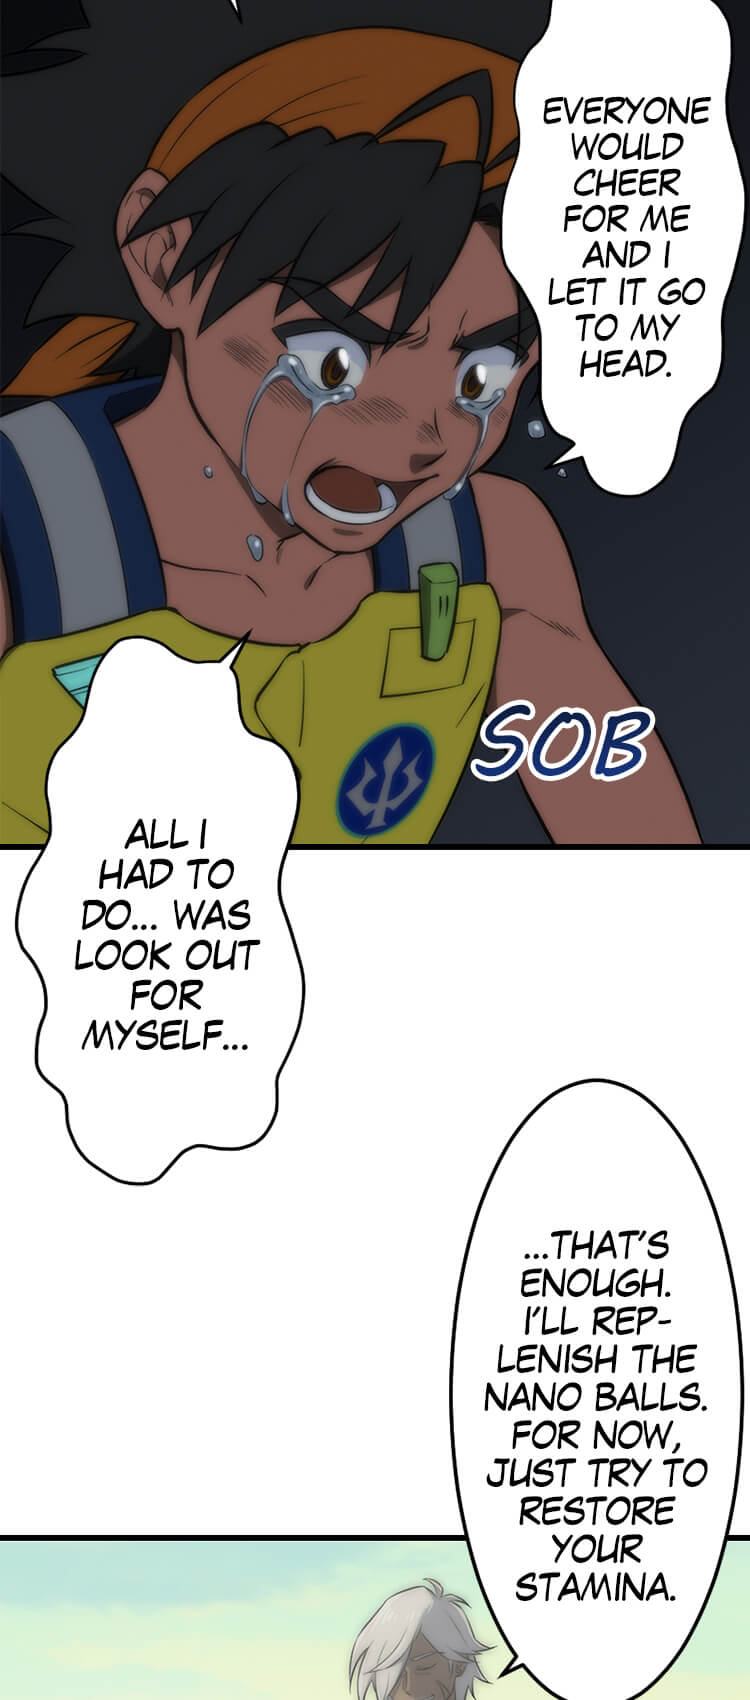 EVERYONE
WOULD
CHEER
FOR ME
AND I
LET IT GO
TO MY
HEAD.
SOB
ALL I
HAD TO
DO... WAS
LOOK OUT
FOR
MYSELF...
...THAT'S
ENOUGH.
I'LL REP-
LENISH THE
NANO BALLS.
FOR NOW,
JUST TRY TO
RESTORE
YOUR
STAMINA.